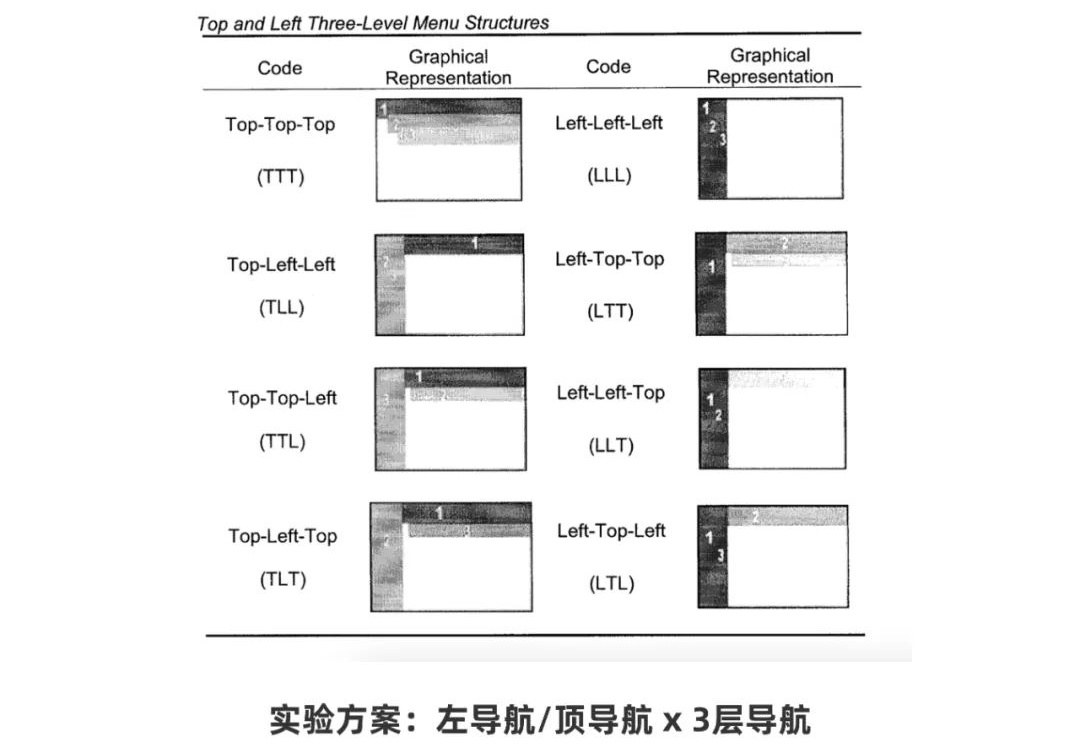 Top and Left Three-Level Menu Structures
Code
Graphical
Representation
Code
Graphical
Representation
Top-Top-Top
(TTT)
1
2
3
Left-Left-Left
(LLL)
1
2
3
Top-Left-Left
(TLL)
1
2
Left-Top-Top
(LTT)
1
2
Top-Top-Left
(TTL)
1
2
3
Left-Left-Top
(LLT)
1
2
Top-Left-Top
(TLT)
1
2
3
Left-Top-Left
(LTL)
1
2
3
实验方案：左导航/顶导航 x 3层导航